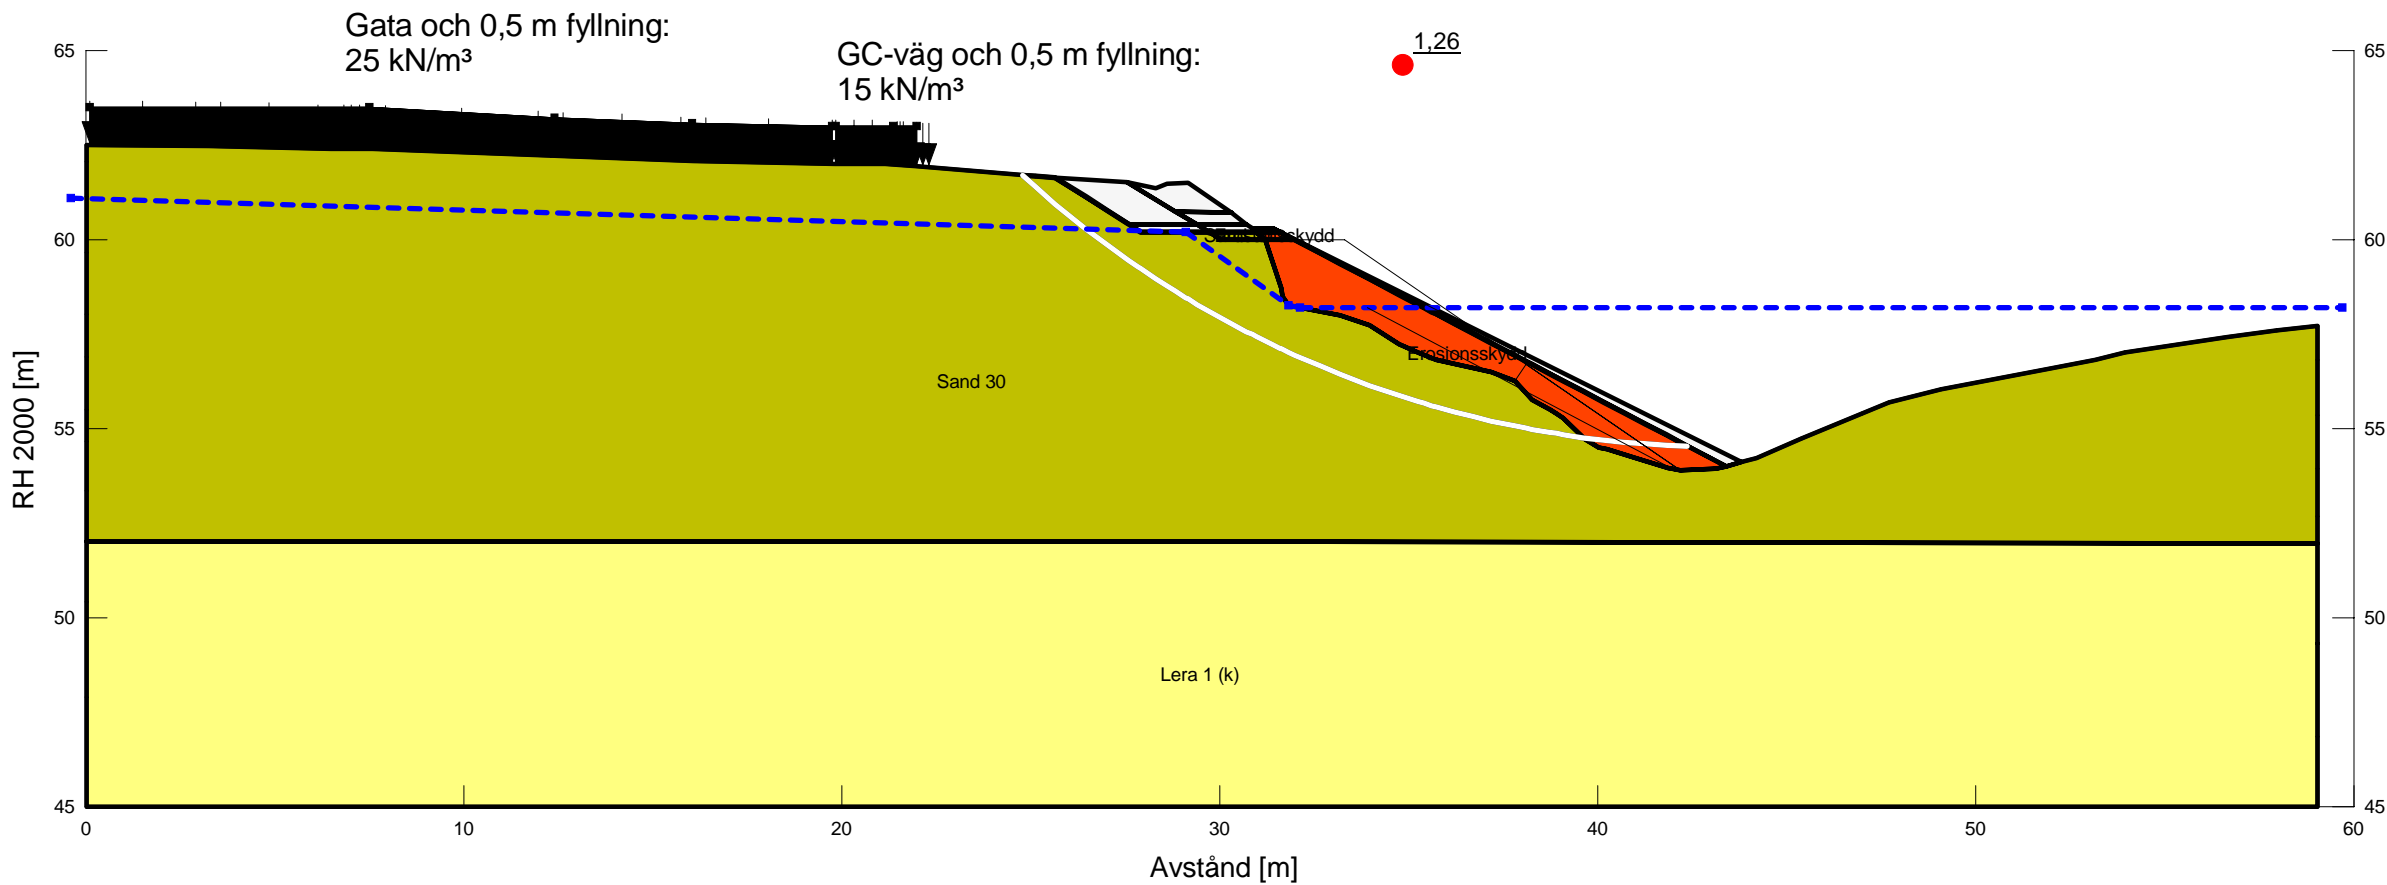 Gata och 0,5 m fyllning:
25 kN/m³
GC-väg och 0,5 m fyllning:
15 kN/m³
1,26
65
65
60
60
Erosionsskydd
Sand 30
55
55
RH 2000 [m]
50
50
Lera 1 (k)
45
45
0
10
20
30
40
50
60
Avstånd [m]